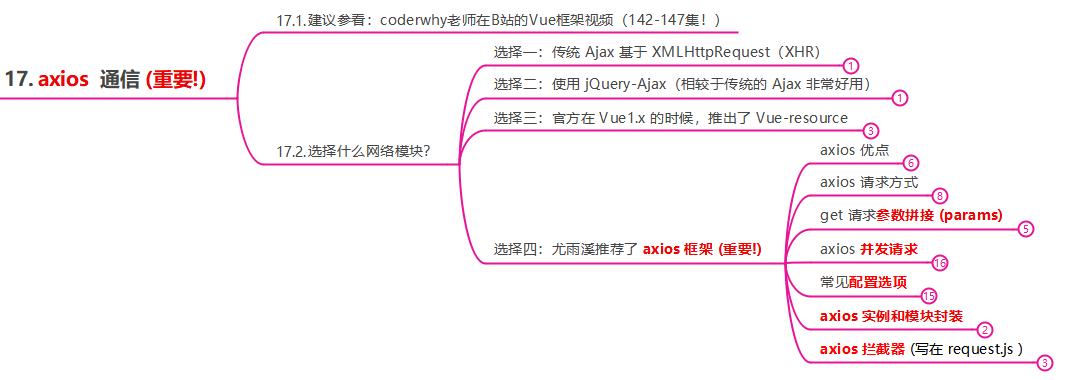 17. axios 通信 (重要!)
17.1.建议参看：coderwhy老师在B站的Vue框架视频（142-147集！）
17.2.选择什么网络模块?
选择一：传统 Ajax 基于 XMLHttpRequest（XHR）
1
选择二：使用 jQuery-Ajax（相较于传统的 Ajax 非常好用）
1
选择三：官方在 Vue1.x 的时候，推出了 Vue-resource
3
选择四：尤雨溪推荐了 axios 框架 (重要!)
axios 优点
6
axios 请求方式
8
get 请求参数拼接 (params)
5
axios 并发请求
16
常见配置选项
15
axios 实例和模块封装
2
axios 拦截器 (写在 request.js )
3